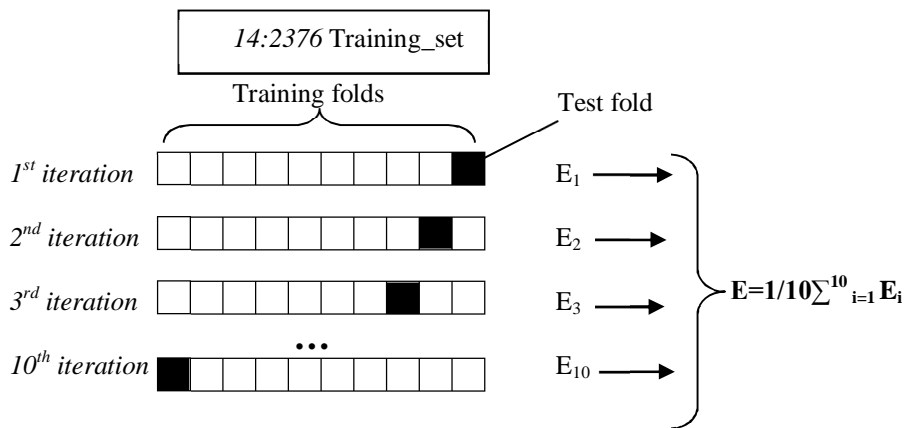 14:2376 Training_set
Training folds
Test fold
1st iteration
E1
2nd iteration
E2
3rd iteration
E3
E=1/10∑10 i=1 Ei
...
10th iteration
E10